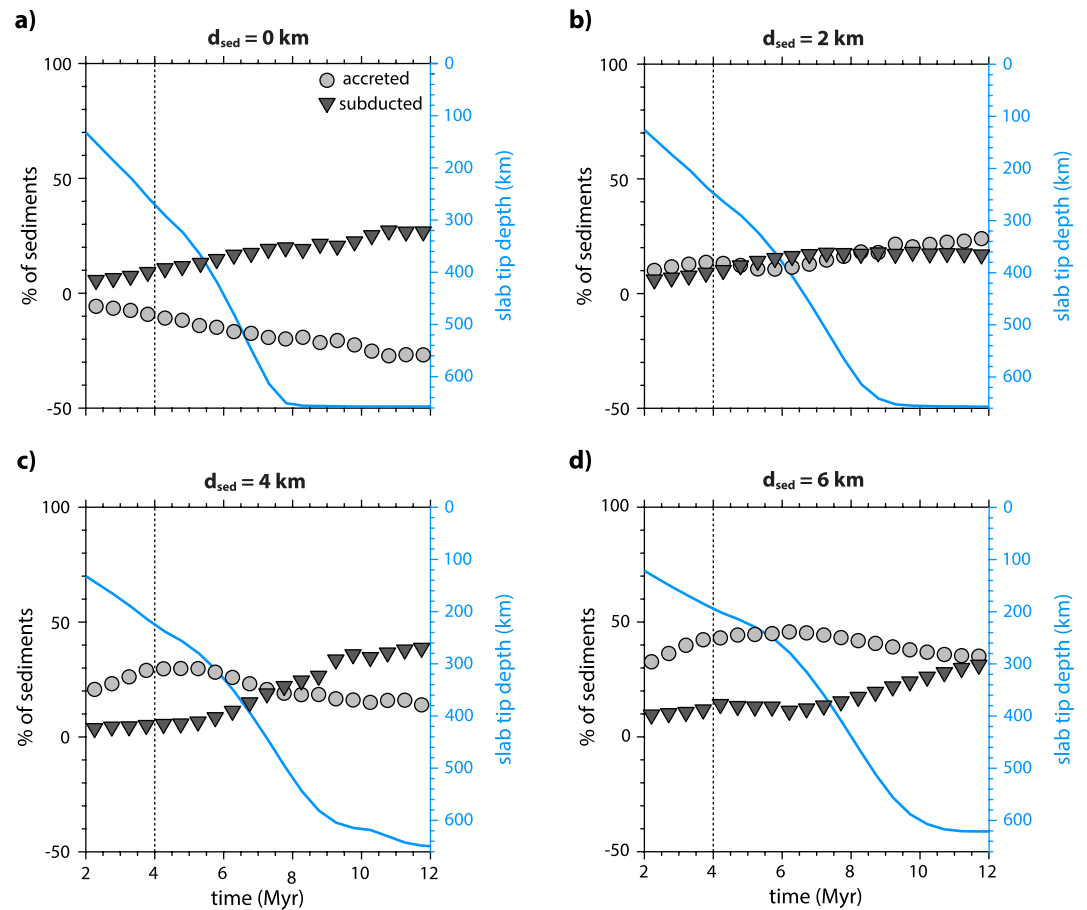 a)
d_sed = 0 km
100
50
0
-50
% of sediments
accreted
subducted
0
100
200
300
400
500
600
slab tip depth (km)
b)
d_sed = 2 km
100
50
0
-50
% of sediments
0
100
200
300
400
500
600
slab tip depth (km)
c)
d_sed = 4 km
100
50
0
-50
% of sediments
0
100
200
300
400
500
600
slab tip depth (km)
2 4 6 8 10 12
time (Myr)
d)
d_sed = 6 km
100
50
0
-50
% of sediments
0
100
200
300
400
500
600
slab tip depth (km)
2 4 6 8 10 12
time (Myr)